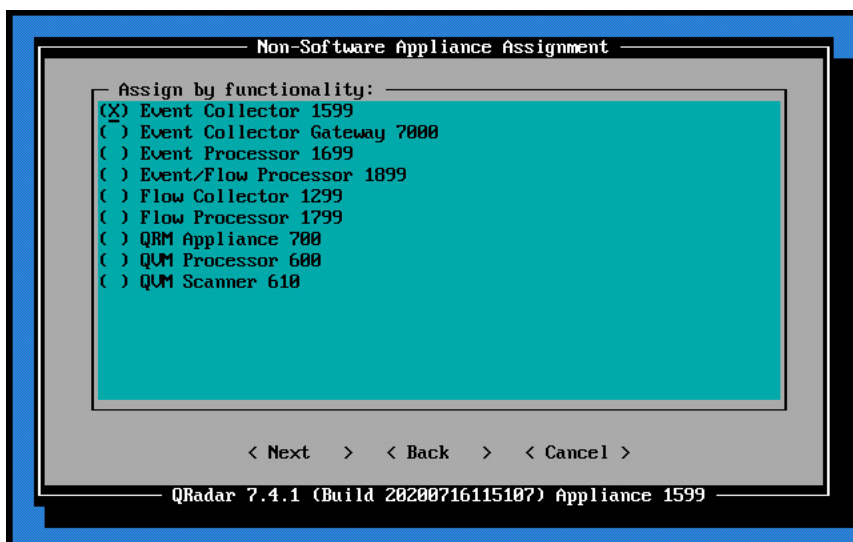 Non-Software Appliance Assignment
Assign by functionality:
(X) Event Collector 1599
( ) Event Collector Gateway 7000
( ) Event Processor 1699
( ) Event/Flow Processor 1899
( ) Flow Collector 1299
( ) Flow Processor 1799
( ) QRM Appliance 700
( ) QVM Processor 600
( ) QVM Scanner 610
< Next > < Back > < Cancel >
QRadar 7.4.1 (Build 20200716115107) Appliance 1599